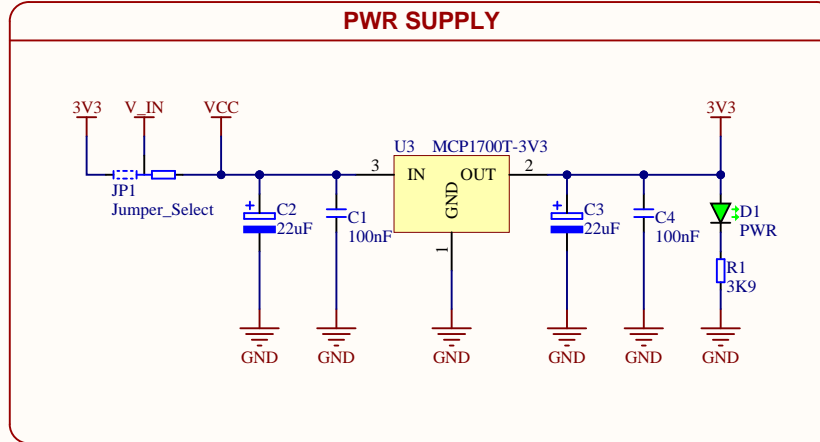 PWR SUPPLY
3V3
V_IN
VCC
3V3
U3 MCP1700T-3V3
3
IN
OUT
2
GND
1
JP1
Jumper_Select
+
C2
22uF
C1
100nF
+
C3
22uF
C4
100nF
D1
PWR
R1
3K9
GND
GND
GND
GND
GND
GND